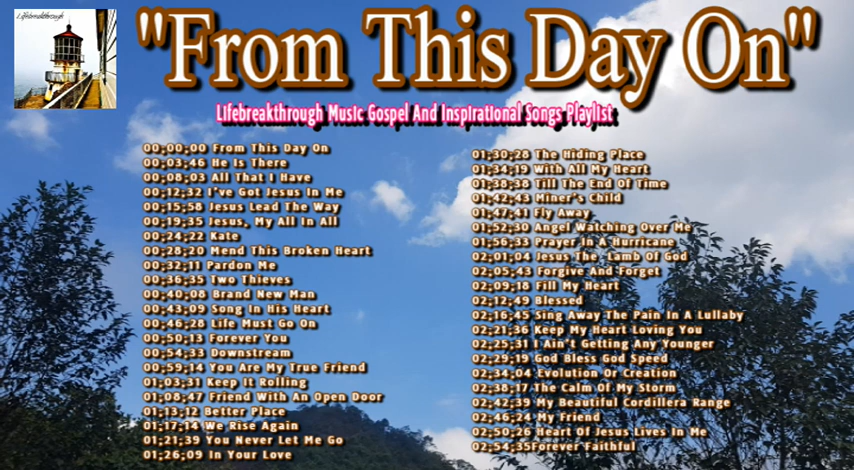 Lifebreakthrough
"From This Day On"
Lifebreakthrough Music Gospel And Inspirational Songs Playlist
00;00;00 From This Day On
00;03;46 He Is There
00;08;03 All That I Have
00;12;32 I've Got Jesus In Me
00;15;58 Jesus Lead The Way
00;19;35 Jesus, My All In All
00;24;22 Kate
00;28;20 Mend This Broken Heart
00;32;11 Pardon Me
00;36;35 Two Thieves
00;40;08 Brand New Man
00;43;09 Song In His Heart
00;46;28 Life Must Go On
00;50;13 Forever You
00;54;33 Downstream
00;59;14 You Are My True Friend
01;03;31 Keep It Rolling
01;08;47 Friend With An Open Door
01;13;12 Better Place
01;17;14 We Rise Again
01;21;39 You Never Let Me Go
01;26;09 In Your Love
01;30;28 The Hiding Place
01;34;19 With All My Heart
01;38;38 Till The End Of Time
01;42;43 Miner's Child
01;47;41 Fly Away
01;52;30 Angel Watching Over Me
01;56;33 Prayer In A Hurricane
02;01;04 Jesus The Lamb Of God
02;05;43 Forgive And Forget
02;09;18 Fill My Heart
02;12;49 Blessed
02;16;45 Sing Away The Pain In A Lullaby
02;21;36 Keep My Heart Loving You
02;25;31 I Ain't Getting Any Younger
02;29;19 God Bless God Speed
02;34;04 Evolution Or Creation
02;38;17 The Calm Of My Storm
02;42;39 My Beautiful Cordillera Range
02;46;24 My Friend
02;50;26 Heart Of Jesus Lives In Me
02;54;35Forever Faithful